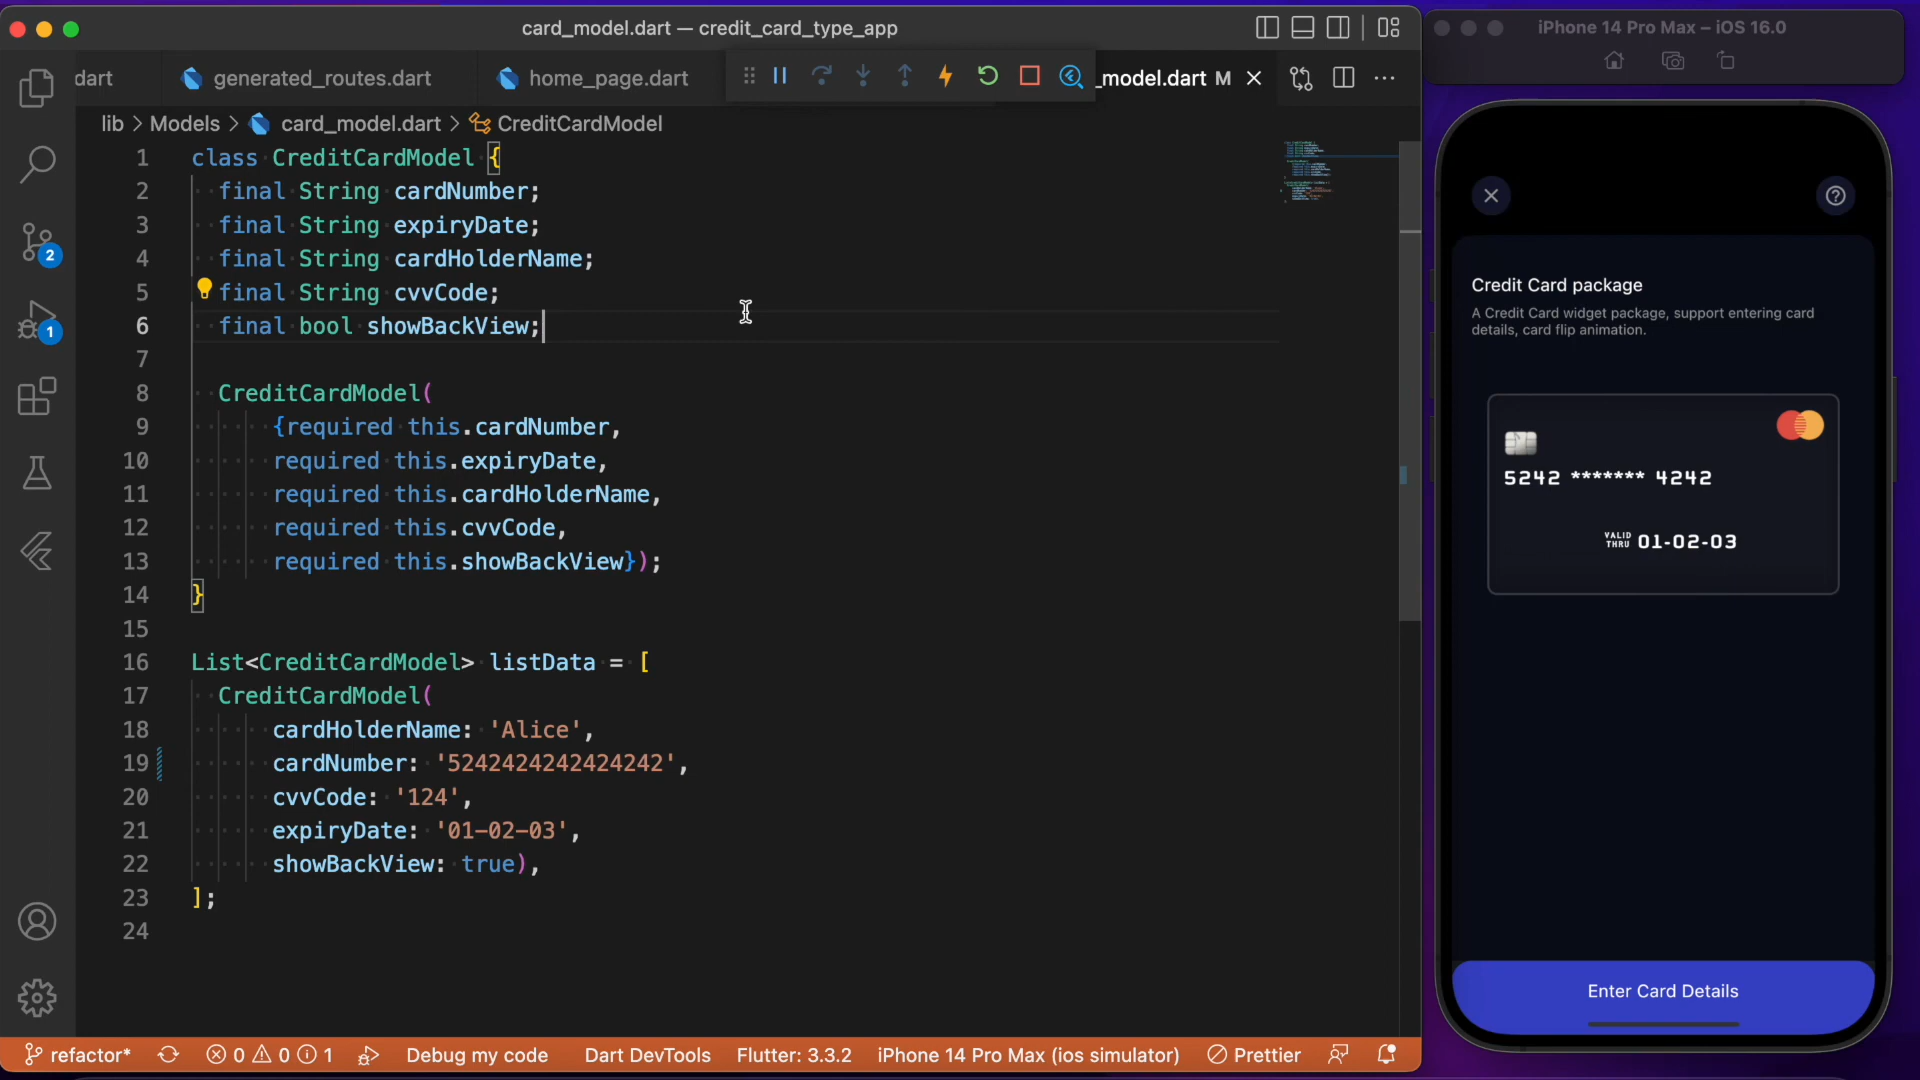 card_model.dart — credit_card_type_app
dart
generated_routes.dart
home_page.dart
_model.dart M
lib > Models > card_model.dart > CreditCardModel
1 class CreditCardModel {
2 final String cardNumber;
3 final String expiryDate;
4 final String cardHolderName;
5 final String cvvCode;
6 final bool showBackView;
7
8 CreditCardModel(
9 {required this.cardNumber,
10 required this.expiryDate,
11 required this.cardHolderName,
12 required this.cvvCode,
13 required this.showBackView});
14 }
15
16 List<CreditCardModel> listData = [
17 CreditCardModel(
18 cardHolderName: 'Alice',
19 cardNumber: '5242424242424242',
20 cvvCode: '124',
21 expiryDate: '01-02-03',
22 showBackView: true),
23 ];
24
2
1
refactor* 0 0 1 Debug my code Dart DevTools Flutter: 3.3.2 iPhone 14 Pro Max (ios simulator) Prettier
iPhone 14 Pro Max – iOS 16.0
Credit Card package
A Credit Card widget package, support entering card
details, card flip animation.
5242 ******* 4242
VALID
THRU 01-02-03
Enter Card Details